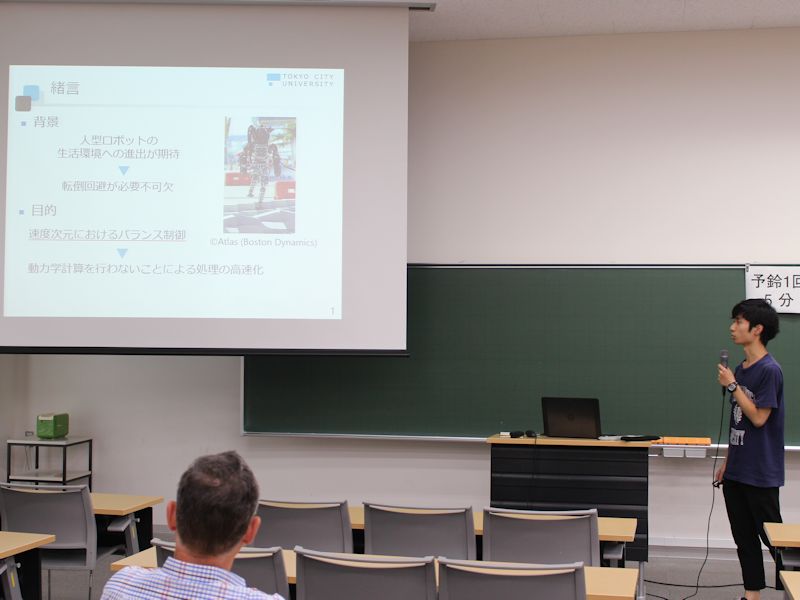 緒言
TOKYO CITY
UNIVERSITY
背景
人型ロボットの
生活環境への進出が期待
転倒回避が必要不可欠
目的
速度次元におけるバランス制御
動力学計算を行わないことによる処理の高速化
©Atlas (Boston Dynamics)
1
予鈴1回
5分